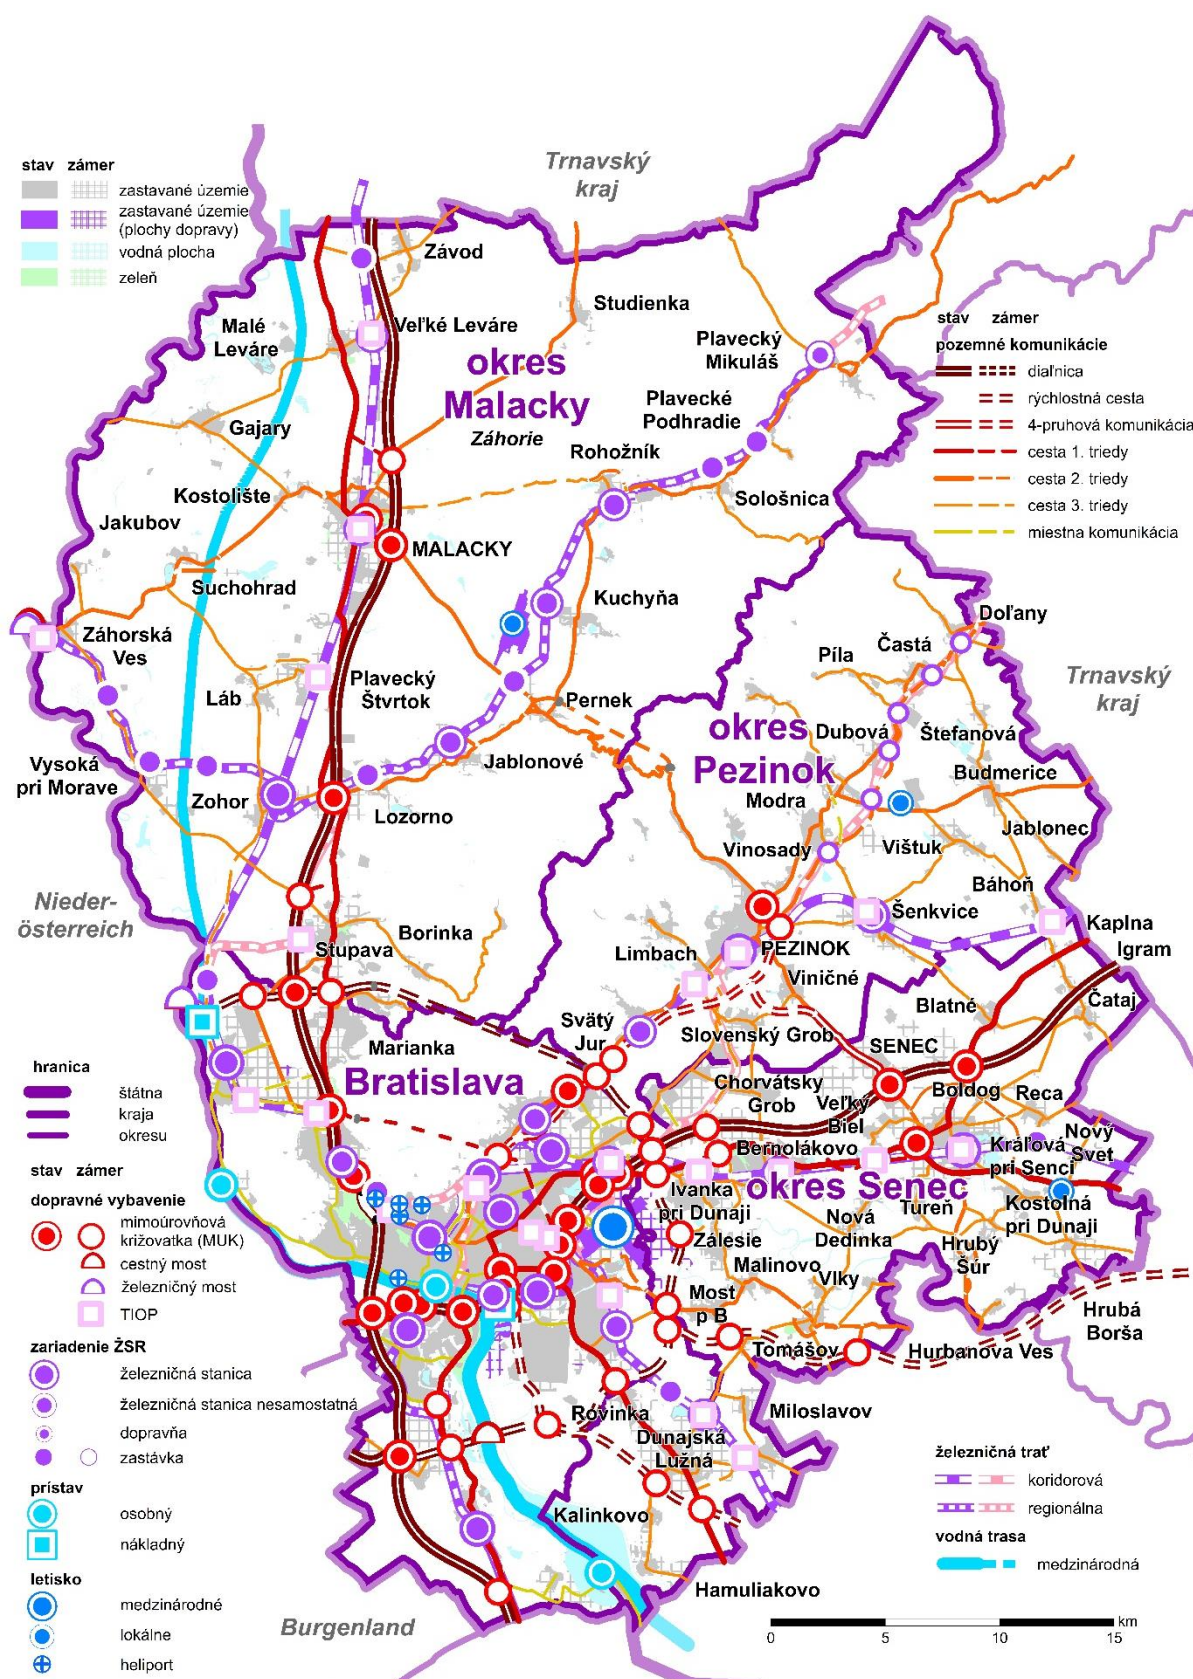 Trnavský
kraj
stav zámer
zastavané územie
zastavané územie
(plochy dopravy)
vodná plocha
zeleň
Závod
Studienka
Malé
Leváre
Veľké Leváre
Plavecký
Mikuláš
okres
Malacky
Záhorie
Plavecké
Podhradie
Gajary
Rohožník
Kostolište
Sološnica
Jakubov
MALACKY
stav zámer
pozemné komunikácie
diaľnica
rýchlostná cesta
4-pruhová komunikácia
cesta 1. triedy
cesta 2. triedy
cesta 3. triedy
miestna komunikácia
Suchohrad
Kuchyňa
Doľany
Častá
Píla
Záhorská
Ves
Láb
Plavecký
Štvrtok
Pernek
Trnavský
kraj
okres
Pezinok
Dubová
Štefanová
Budmerice
Vysoká
pri Morave
Zohor
Jablonové
Modra
Lozorno
Jablonec
Vinosady
Vištuk
Báhoň
Nieder-
österreich
Šenkvice
Kaplna
Igram
Borinka
Stupava
Limbach
PEZINOK
Viničné
Blatné
Čataj
Svätý
Jur
Slovenský Grob
SENEC
Marianka
Bratislava
Chorvátsky
Grob
Veľký
Biel
Boldog
Reca
Bernolákovo
Kráľová
pri Senci
Nový
Svet
Ivanka
pri Dunaji
okres Senec
Kostolná
pri Dunaji
Tureň
Nová
Dedinka
Zálesie
Hrubý
Šúr
Malinovo
Vlky
Most
p B
Hrubá
Borša
Tomášov
Hurbanova Ves
Rovinka
Miloslavov
Dunajská
Lužná
Kalinkovo
Hamuliakovo
Burgenland
hranica
štátna
kraja
okresu
stav zámer
dopravné vybavenie
mimoúrovňová
križovatka (MUK)
cestný most
železničný most
TIOP
zariadenie ŽSR
železničná stanica
železničná stanica nesamostatná
dopravňa
zastávka
prístav
osobný
nákladný
letisko
medzinárodné
lokálne
heliport
železničná trať
koridorová
regionálna
vodná trasa
medzinárodná
km
0 5 10 15